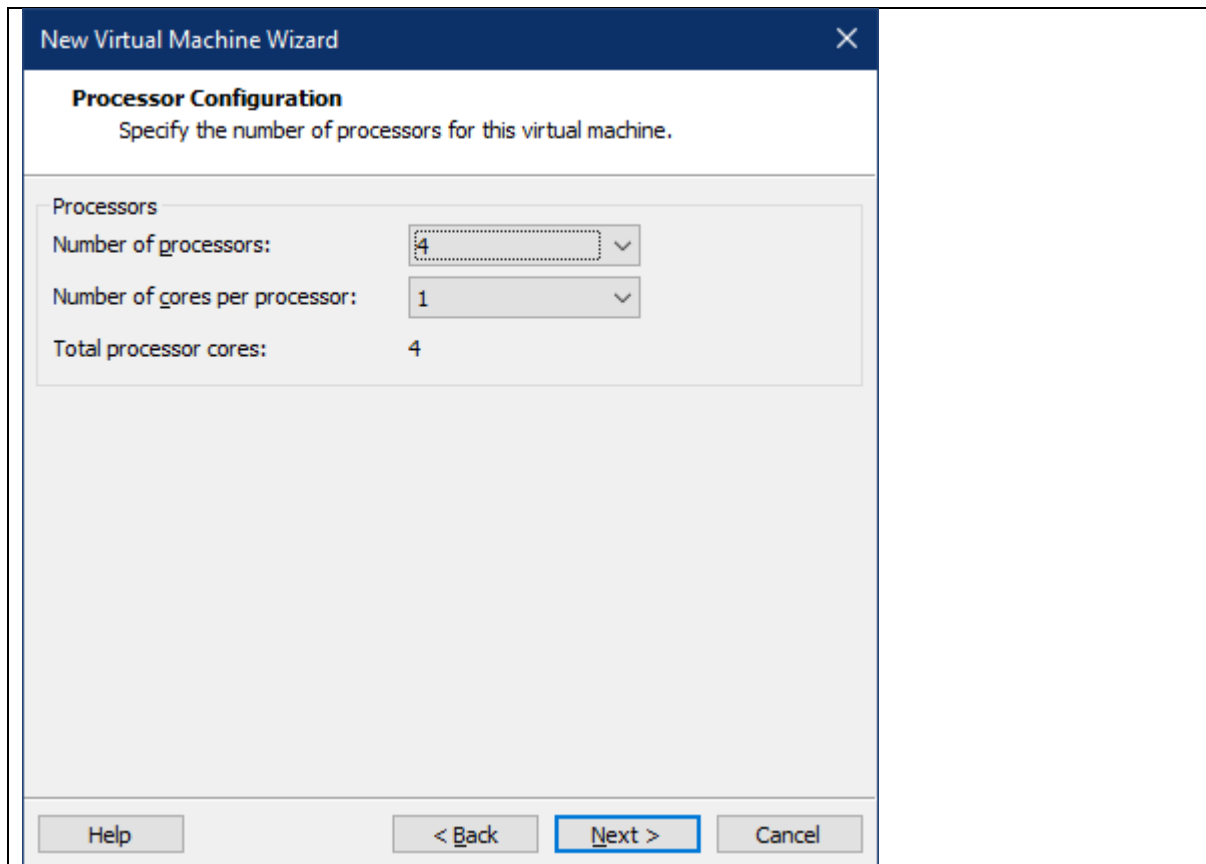 New Virtual Machine Wizard
Processor Configuration
Specify the number of processors for this virtual machine.
Processors
Number of processors: 4
Number of cores per processor: 1
Total processor cores: 4
Help < Back Next > Cancel